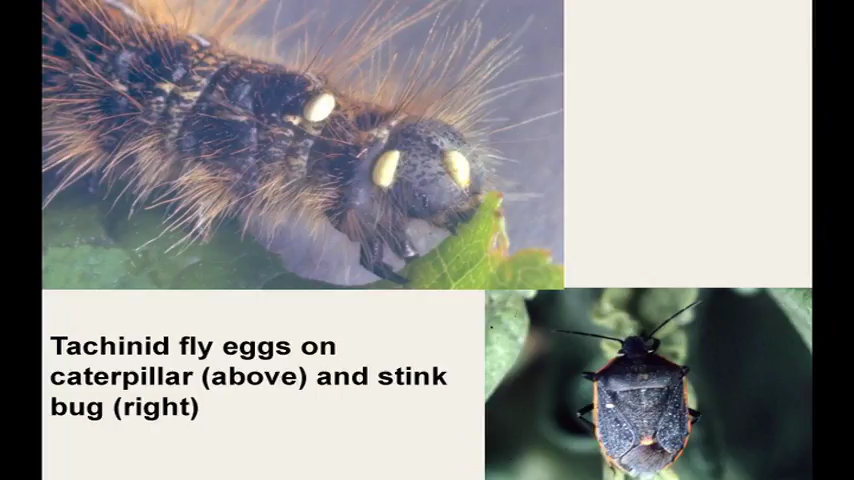 Tachinid fly eggs on
caterpillar (above) and stink
bug (right)